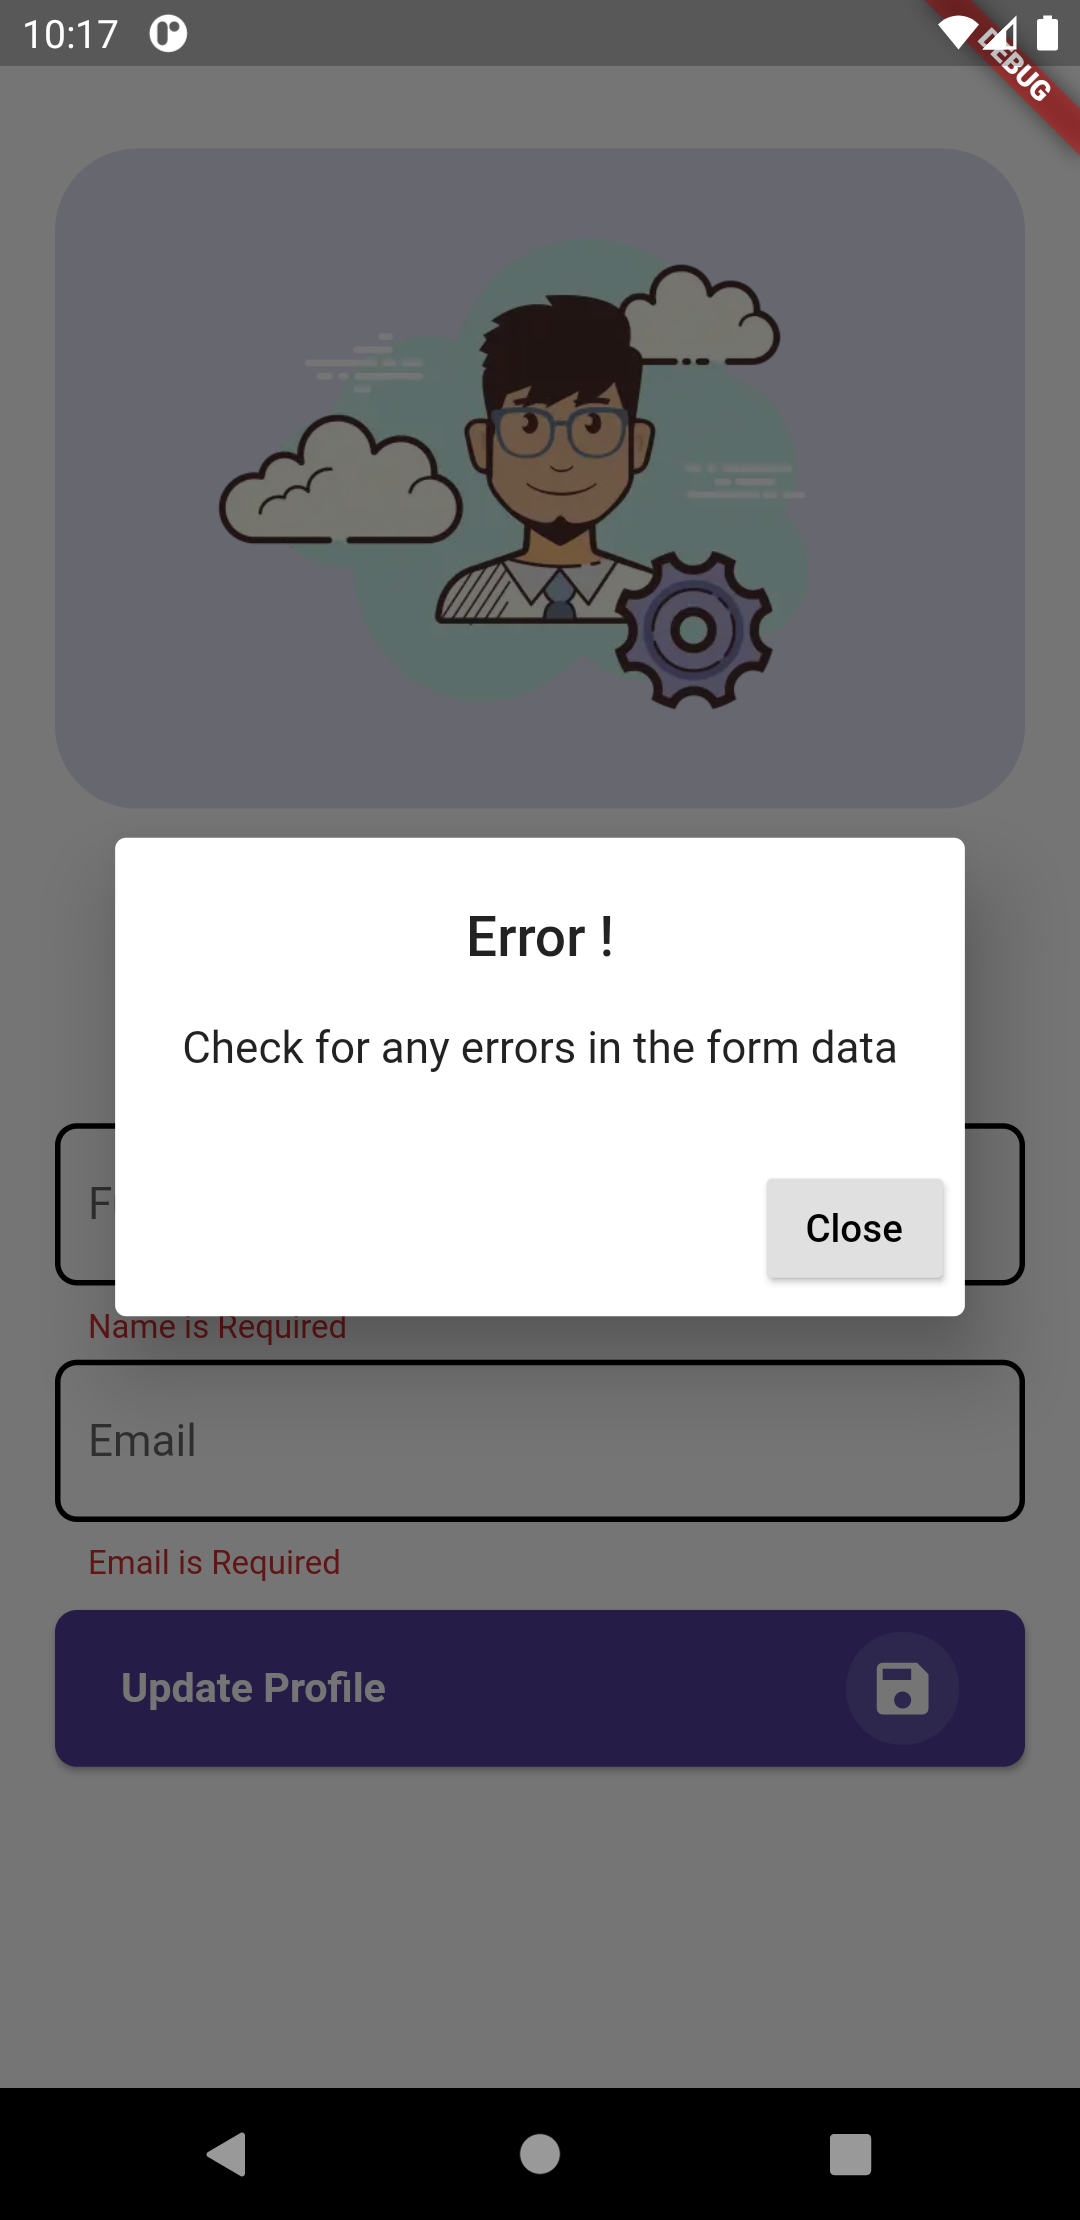 10:17
DEBUG
Error !
Check for any errors in the form data
Close
F
Name is Required
Email
Email is Required
Update Profile